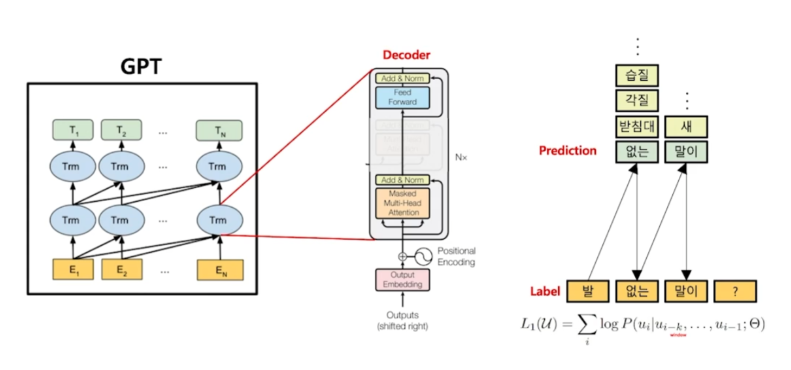 GPT
T1 T2 ... TN
Trm Trm ... Trm
Trm Trm ... Trm
E1 E2 ... EN
Decoder
Add & Norm
Feed
Forward
N×
Add & Norm
Masked
Multi-Head
Attention
Positional
Encoding
Output
Embedding
Outputs
(shifted right)
⋮
습질
각질 ⋮
받침대 새
Prediction 없는 말이
Label 발 없는 말이 ?
L1(U) = ∑i log P(ui|ui−k, . . . , ui−1; Θ)
window